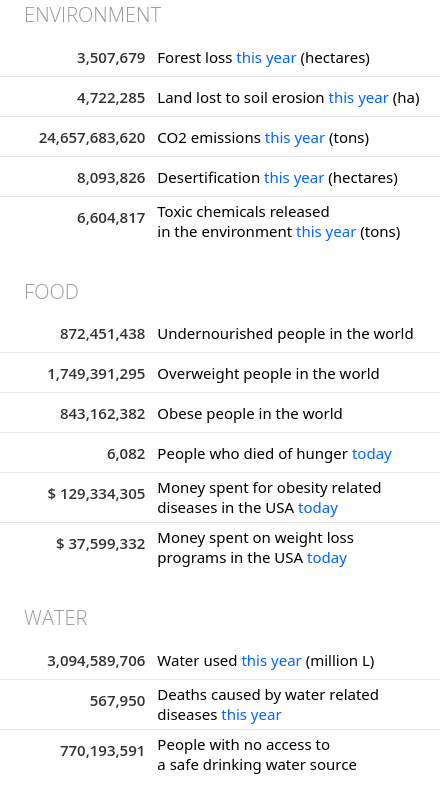 ENVIRONMENT
3,507,679 Forest loss this year (hectares)
4,722,285 Land lost to soil erosion this year (ha)
24,657,683,620 CO2 emissions this year (tons)
8,093,826 Desertification this year (hectares)
6,604,817 Toxic chemicals released
in the environment this year (tons)
FOOD
872,451,438 Undernourished people in the world
1,749,391,295 Overweight people in the world
843,162,382 Obese people in the world
6,082 People who died of hunger today
$ 129,334,305 Money spent for obesity related
diseases in the USA today
$ 37,599,332 Money spent on weight loss
programs in the USA today
WATER
3,094,589,706 Water used this year (million L)
567,950 Deaths caused by water related
diseases this year
770,193,591 People with no access to
a safe drinking water source